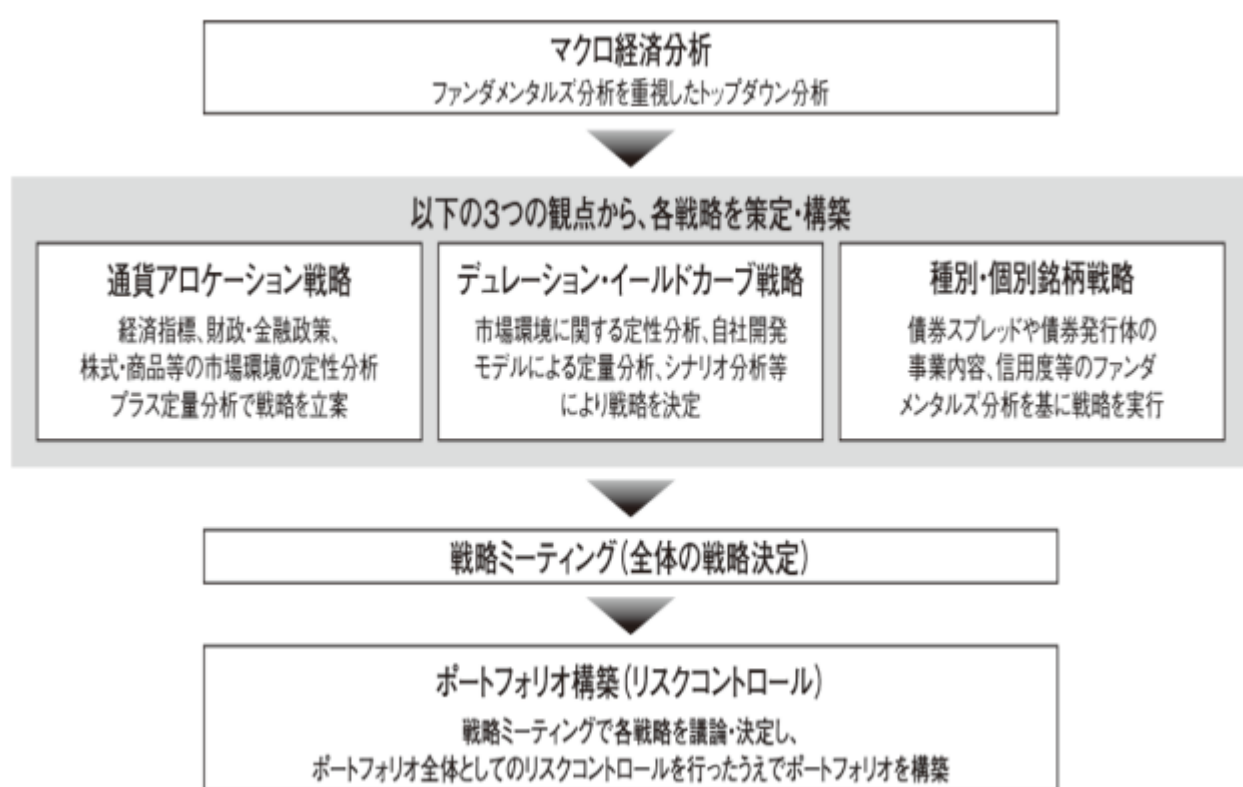 マクロ経済分析
ファンダメンタルズ分析を重視したトップダウン分析
以下の3つの観点から、各戦略を策定・構築
通貨アロケーション戦略
経済指標、財政・金融政策、
株式・商品等の市場環境の定性分析
プラス定量分析で戦略を立案
デュレーション・イールドカーブ戦略
市場環境に関する定性分析、自社開発
モデルによる定量分析、シナリオ分析等
により戦略を決定
種別・個別銘柄戦略
債券スプレッドや債券発行体の
事業内容、信用度等のファンダ
メンタルズ分析を基に戦略を実行
戦略ミーティング(全体の戦略決定)
ポートフォリオ構築(リスクコントロール)
戦略ミーティングで各戦略を議論・決定し、
ポートフォリオ全体としてのリスクコントロールを行ったうえでポートフォリオを構築